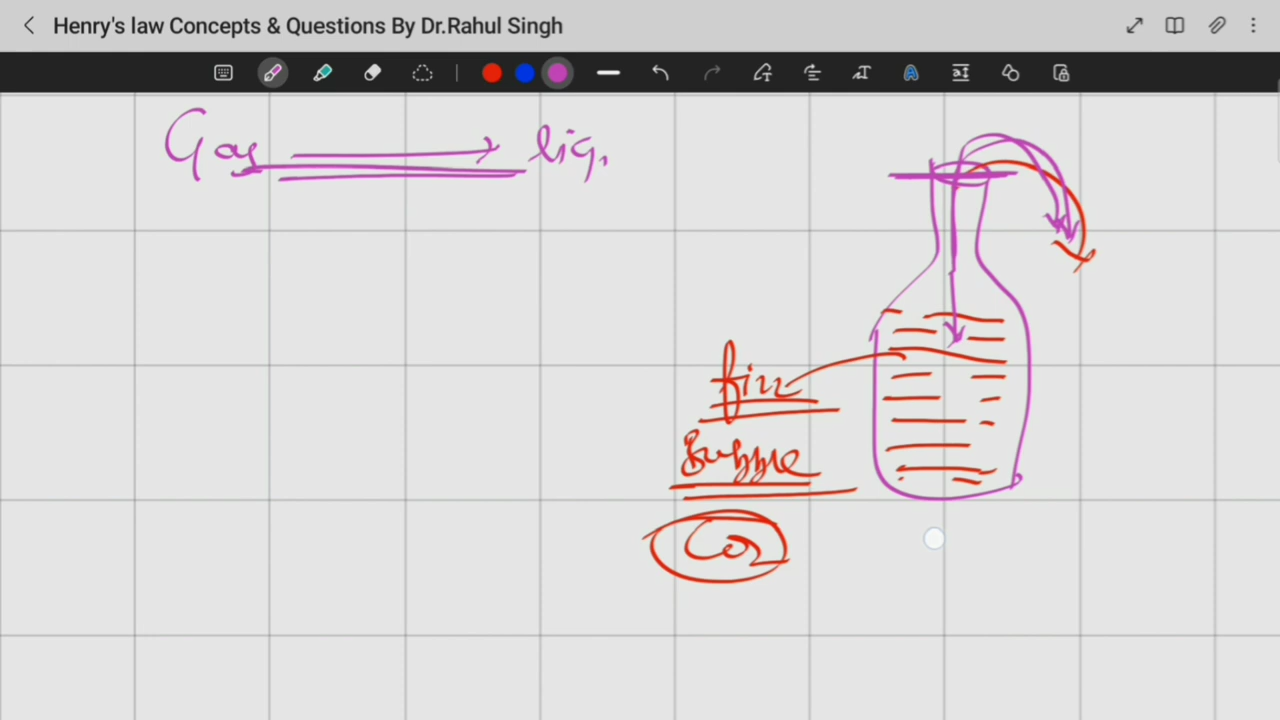 Henry's law Concepts & Questions By Dr.Rahul Singh
Gas → liq,
fizz
Bubble
CO2